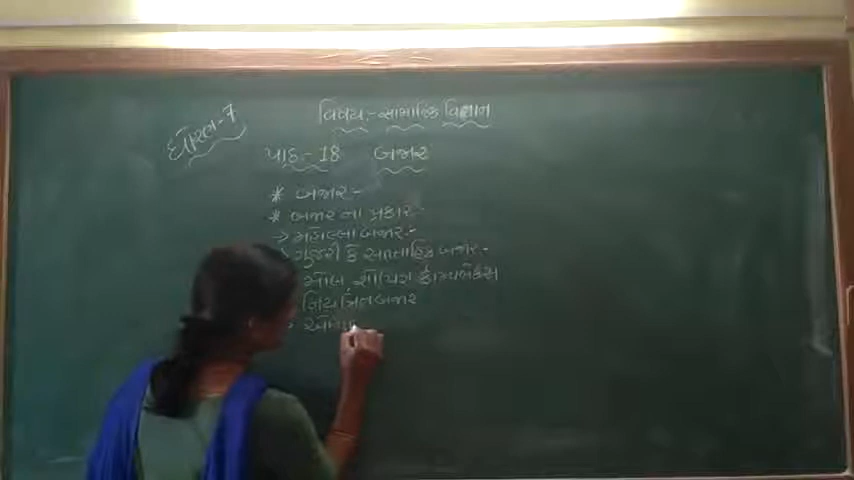 ધોરણ-7
વિષય:- સામાજિક વિજ્ઞાન
પાઠ:- 18 બજાર
* બજાર:-
* બજાર ના પ્રકાર:-
→ મહોલ્લા બજાર:-
ગુજરી કે સાપ્તાહિક બજાર:-
મોલ શોપિંગ કોમ્પલેક્સ
નિયંત્રિત બજાર